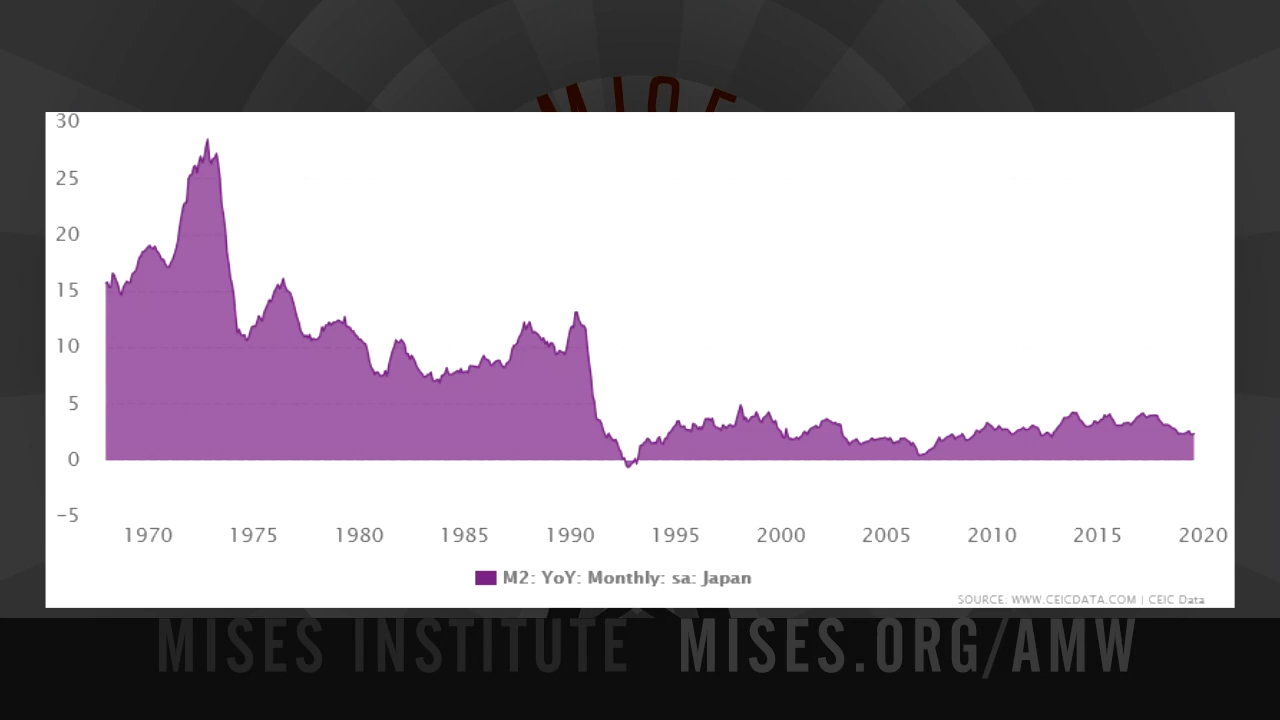 MISES
30
25
20
15
10
5
0
−5
1970 1975 1980 1985 1990 1995 2000 2005 2010 2015 2020
M2: YoY: Monthly: sa: Japan
SOURCE: WWW.CEICDATA.COM | CEIC Data
MISES INSTITUTE MISES.ORG/AMW